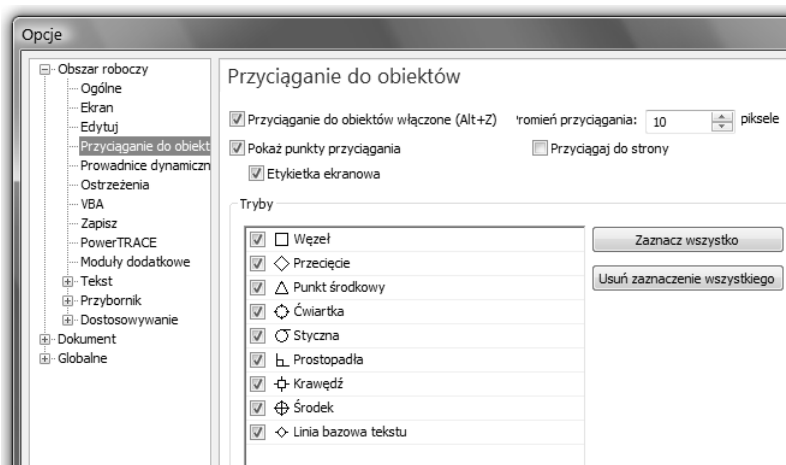 Opcje
Obszar roboczy
Ogólne
Ekran
Edytuj
Przyciąganie do obiekt
Prowadnice dynamiczn
Ostrzeżenia
VBA
Zapisz
PowerTRACE
Moduły dodatkowe
Tekst
Przybornik
Dostosowywanie
Dokument
Globalne
Przyciąganie do obiektów
Przyciąganie do obiektów włączone (Alt+Z) romień przyciągania: 10 piksele
Pokaż punkty przyciągania Przyciągaj do strony
Etykietka ekranowa
Tryby
Węzeł
Przecięcie
Punkt środkowy
Ćwiartka
Styczna
Prostopadła
Krawędź
Środek
Linia bazowa tekstu
Zaznacz wszystko
Usuń zaznaczenie wszystkiego